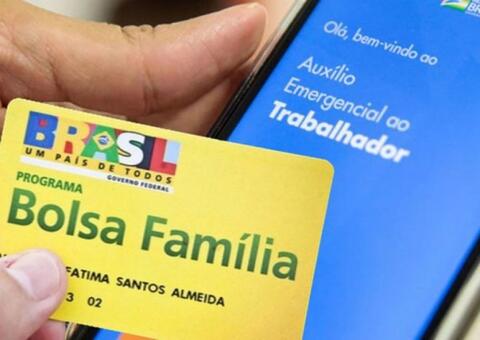 BRASIL
UM PAÍS DE TODOS
GOVERNO FEDERAL
PROGRAMA
Bolsa Família
FATIMA SANTOS ALMEIDA
3 02
Olá, bem-vindo ao
Auxílio
Emergencial ao
Trabalhador